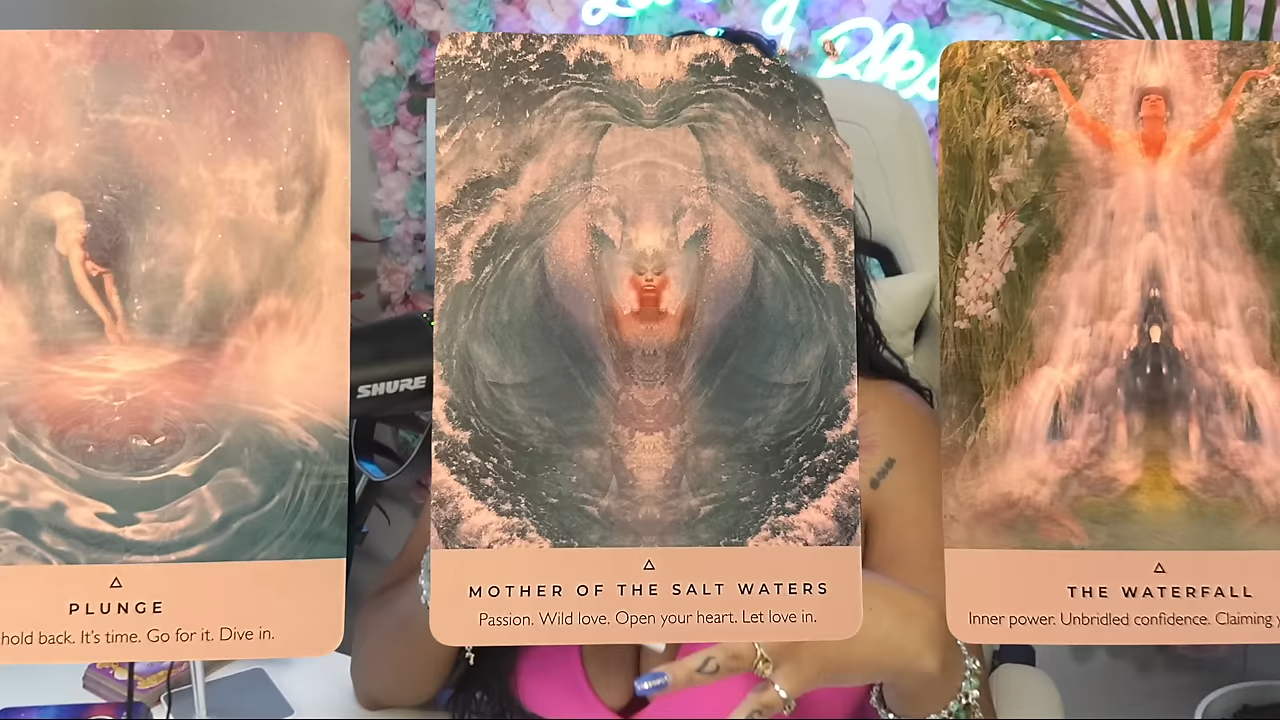 SHURE
PLUNGE
hold back. It's time. Go for it. Dive in.
MOTHER OF THE SALT WATERS
Passion. Wild love. Open your heart. Let love in.
THE WATERFALL
Inner power. Unbridled confidence. Claiming